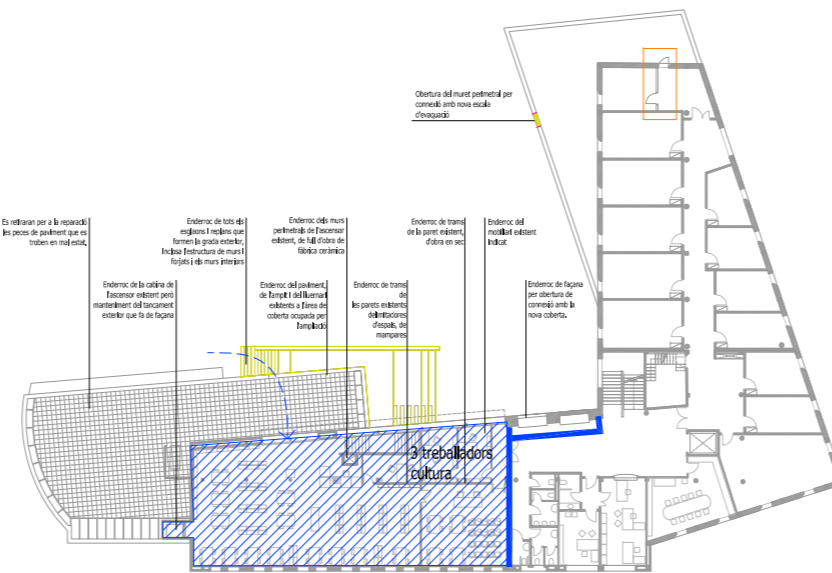 Obertura del muret perimetral per
connexió amb nova escala
d'evaquació
Es retiraran per a la reparació
les peces de paviment que es
troben en mal estat.
Enderroc de tots els
esglaons i replans que
formen la grada exterior,
inclosa l'estructura de murs i
forjats i els murs interiors
Enderroc dels murs
perimetrals de l'ascensor
existent, de full d'obra de
fàbrica ceràmica
Enderroc de trams
de la paret existent,
d'obra en sec
Enderroc del
mobiliari existent
indicat
Enderroc de la cabina de
l'ascensor existent però
manteniment del tancament
exterior que fa de façana
Enderroc del paviment,
de l'ampit i del lluernari
existents a l'àrea de
coberta ocupada per
l'ampliació
Enderroc de trams
de
les parets existents
delimitadores
d'espais, de
mampares
Enderroc de façana
per obertura de
connexió amb la
nova coberta.
3 treballadors
cultura